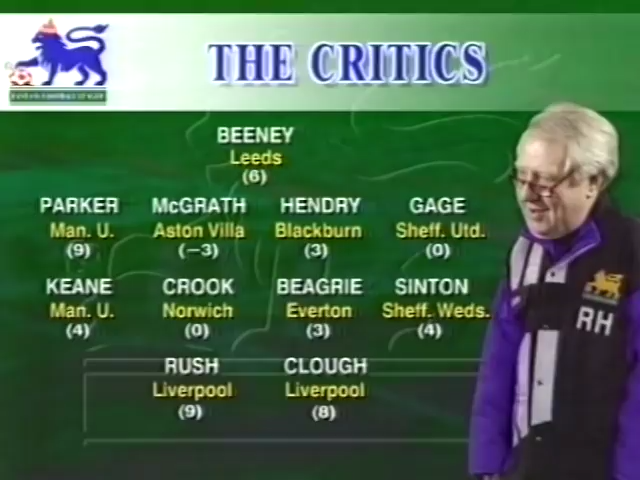 THE CRITICS
BEENEY
Leeds
(6)
PARKER McGRATH HENDRY GAGE
Man. U. Aston Villa Blackburn Sheff. Utd.
(9) (−3) (3) (0)
KEANE CROOK BEAGRIE SINTON
Man. U. Norwich Everton Sheff. Weds.
(4) (0) (3) (4)
RH
RUSH CLOUGH
Liverpool Liverpool
(9) (8)